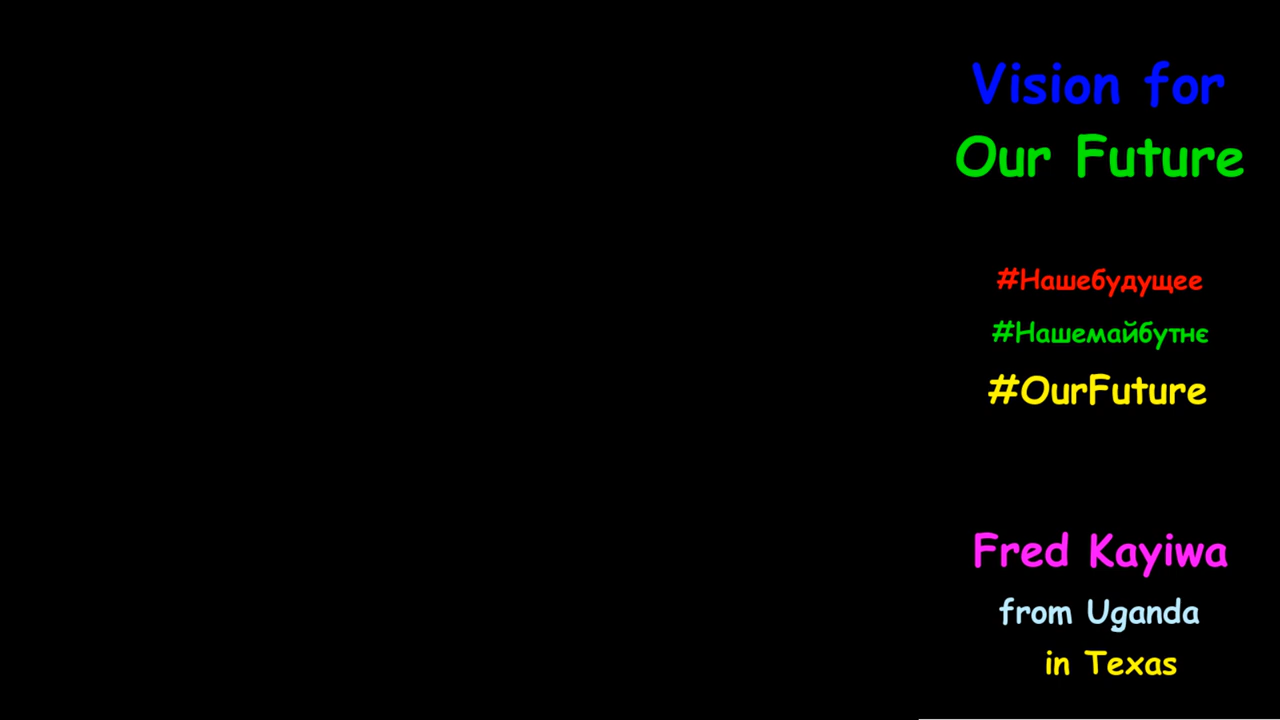 Vision for
Our Future
#Нашебудущее
#Нашемайбутнє
#OurFuture
Fred Kayiwa
from Uganda
in Texas